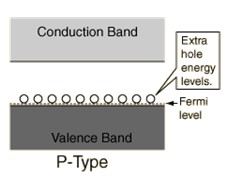 Conduction Band
Extra
hole
energy
levels.
Fermi
level
Valence Band
P-Type